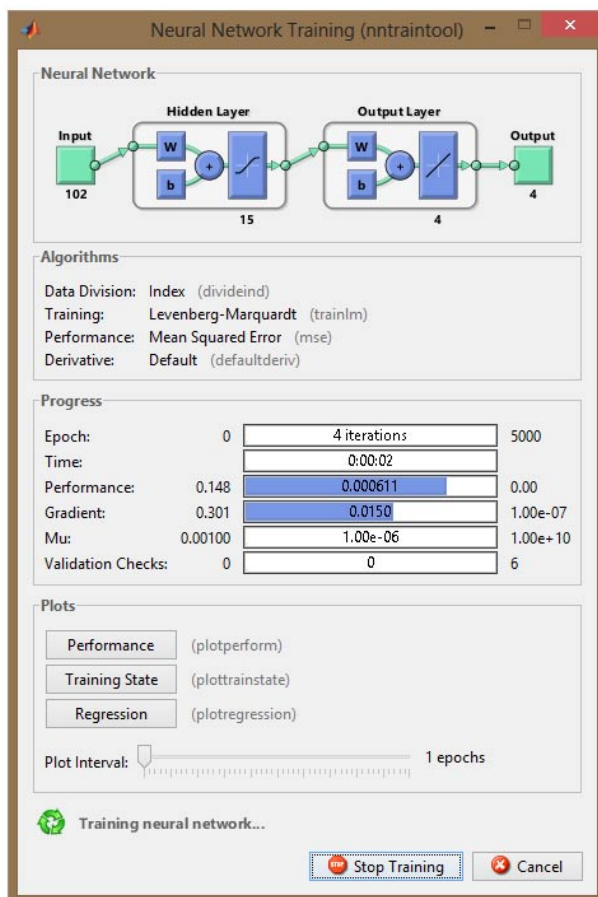 Neural Network Training (nntraintool)
Neural Network
Hidden Layer
Output Layer
Input
W
b
+
W
b
+
Output
102
15
4
4
Algorithms
Data Division: Index (divideind)
Training: Levenberg-Marquardt (trainlm)
Performance: Mean Squared Error (mse)
Derivative: Default (defaultderiv)
Progress
Epoch: 0 4 iterations 5000
Time: 0:00:02
Performance: 0.148 0.000611 0.00
Gradient: 0.301 0.0150 1.00e-07
Mu: 0.00100 1.00e-06 1.00e+10
Validation Checks: 0 0 6
Plots
Performance (plotperform)
Training State (plottrainstate)
Regression (plotregression)
Plot Interval: 1 epochs
Training neural network...
STOP Stop Training Cancel